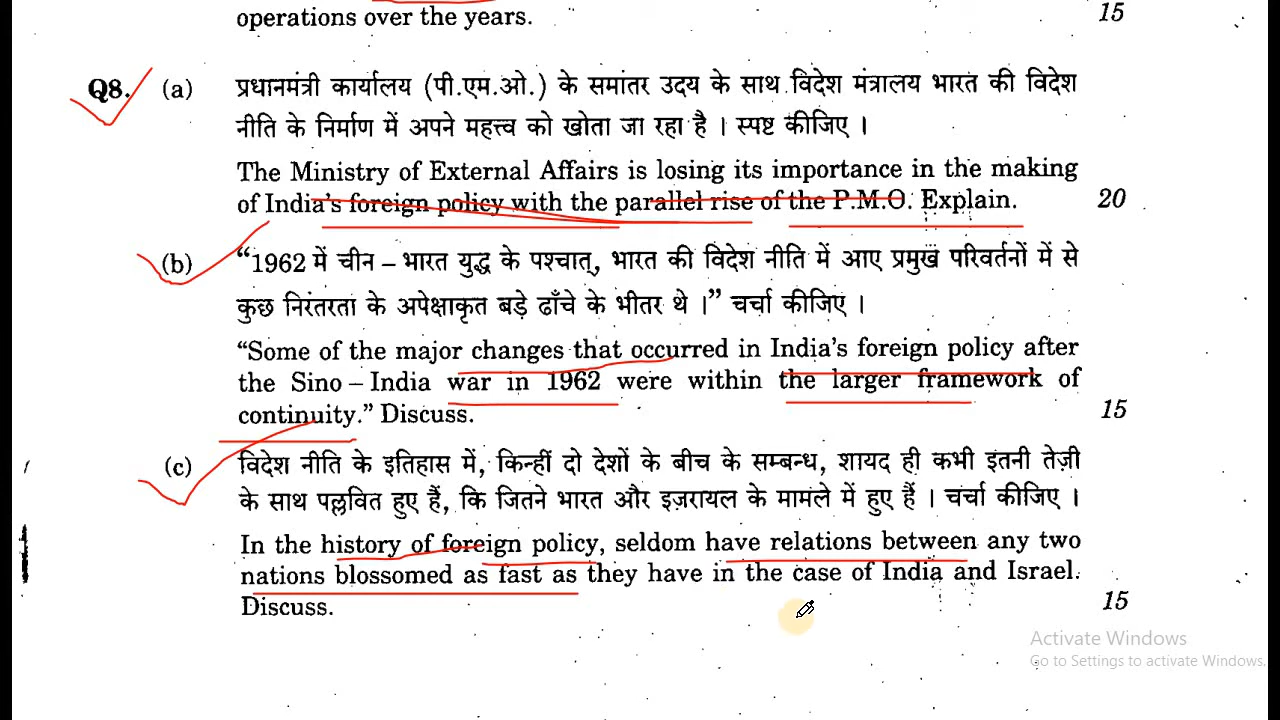 operations over the years. 15
Q8. (a) प्रधानमंत्री कार्यालय (पी.एम.ओ.) के समांतर उदय के साथ विदेश मंत्रालय भारत की विदेश
नीति के निर्माण में अपने महत्त्व को खोता जा रहा है । स्पष्ट कीजिए ।
The Ministry of External Affairs is losing its importance in the making
of India's foreign policy with the parallel rise of the P.M.O. Explain. 20
(b) “1962 में चीन – भारत युद्ध के पश्चात्, भारत की विदेश नीति में आए प्रमुख परिवर्तनों में से
कुछ निरंतरता के अपेक्षाकृत बड़े ढाँचे के भीतर थे ।” चर्चा कीजिए ।
“Some of the major changes that occurred in India's foreign policy after
the Sino – India war in 1962 were within the larger framework of
continuity.” Discuss. 15
(c) विदेश नीति के इतिहास में, किन्हीं दो देशों के बीच के सम्बन्ध, शायद ही कभी इतनी तेज़ी
के साथ पल्लवित हुए हैं, कि जितने भारत और इज़रायल के मामले में हुए हैं । चर्चा कीजिए ।
In the history of foreign policy, seldom have relations between any two
nations blossomed as fast as they have in the case of India and Israel.
Discuss. 15
Activate Windows
Go to Settings to activate Windows.